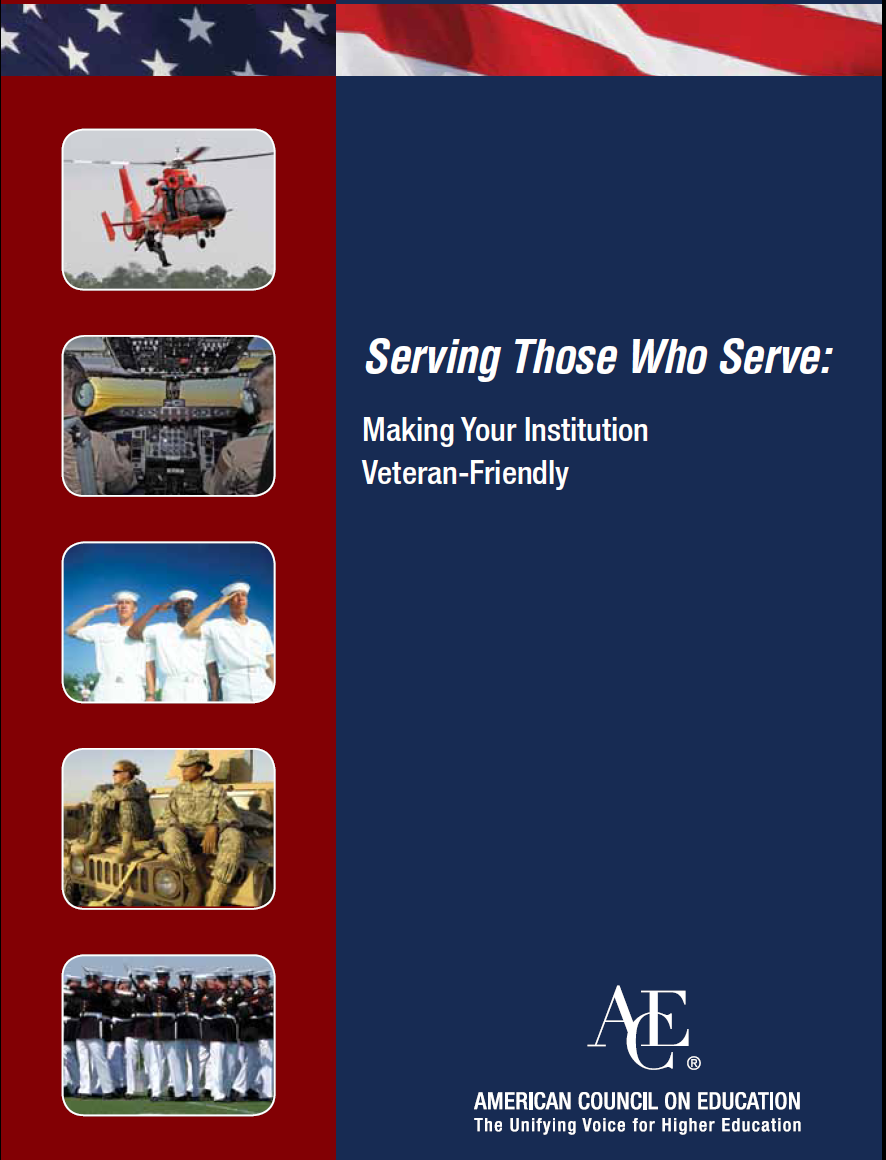 Serving Those Who Serve:
Making Your Institution
Veteran-Friendly
ACE®
AMERICAN COUNCIL ON EDUCATION
The Unifying Voice for Higher Education